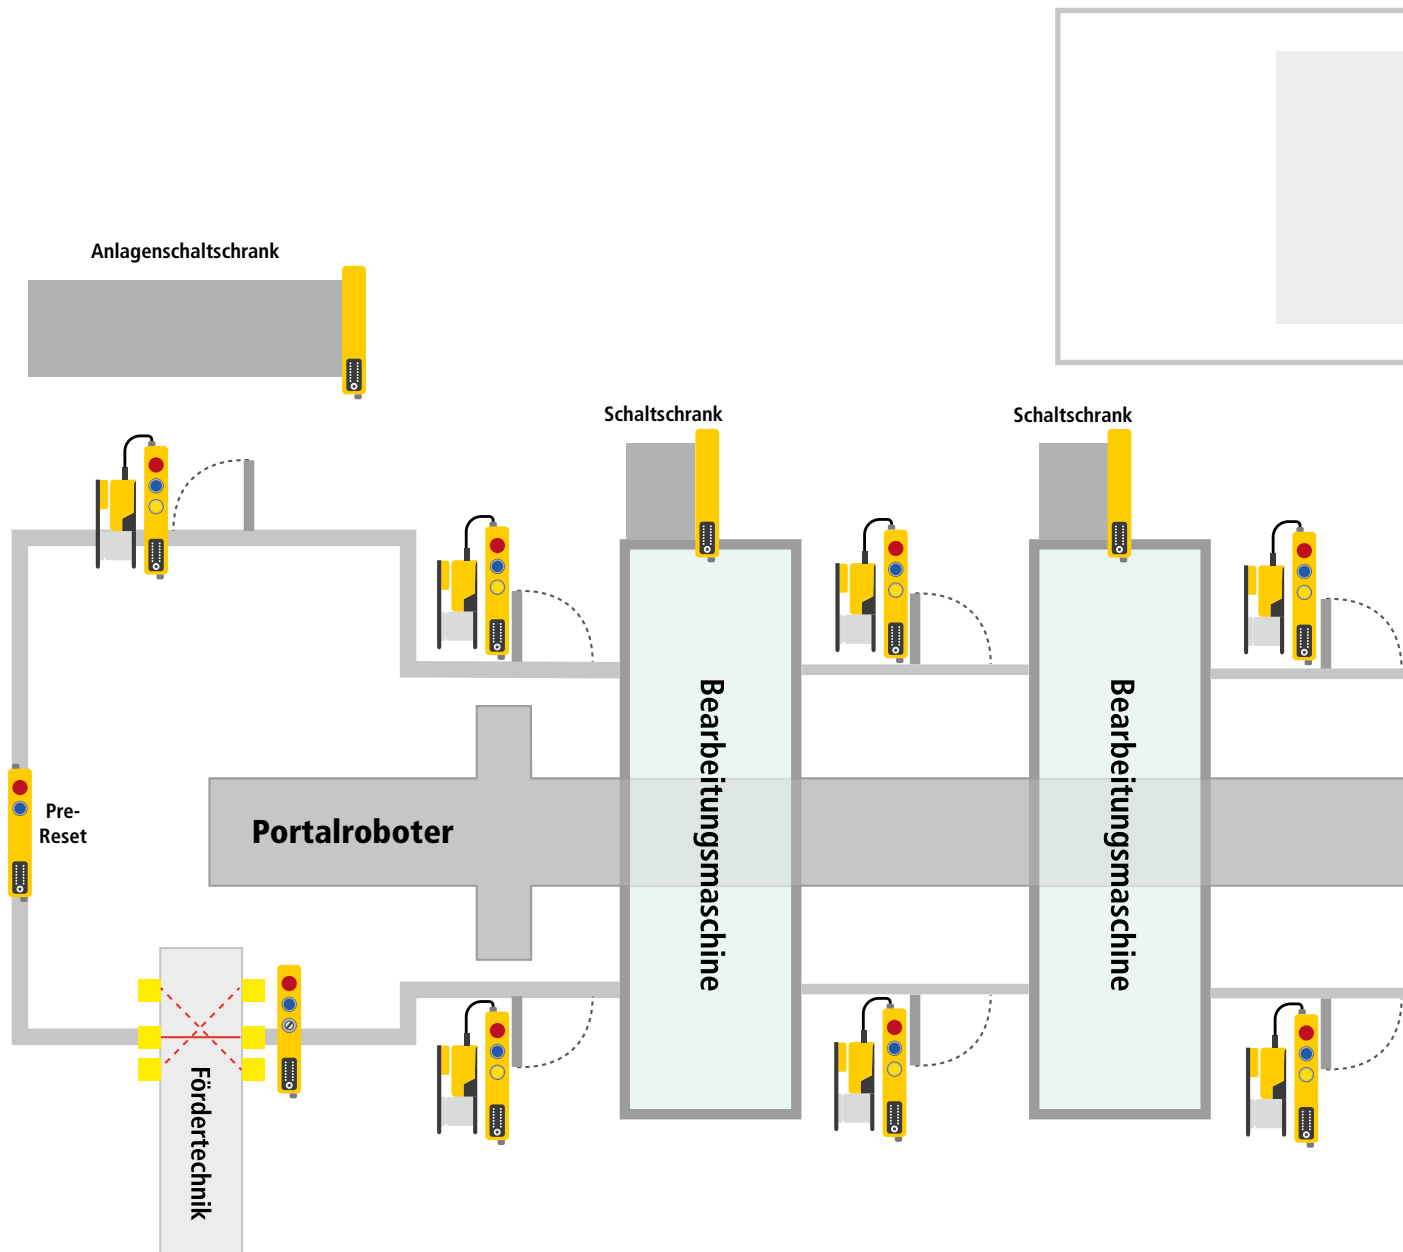 Anlagenschaltschrank
Schaltschrank
Schaltschrank
Pre-
Reset
Portalroboter
Bearbeitungsmaschine
Bearbeitungsmaschine
Fördertechnik